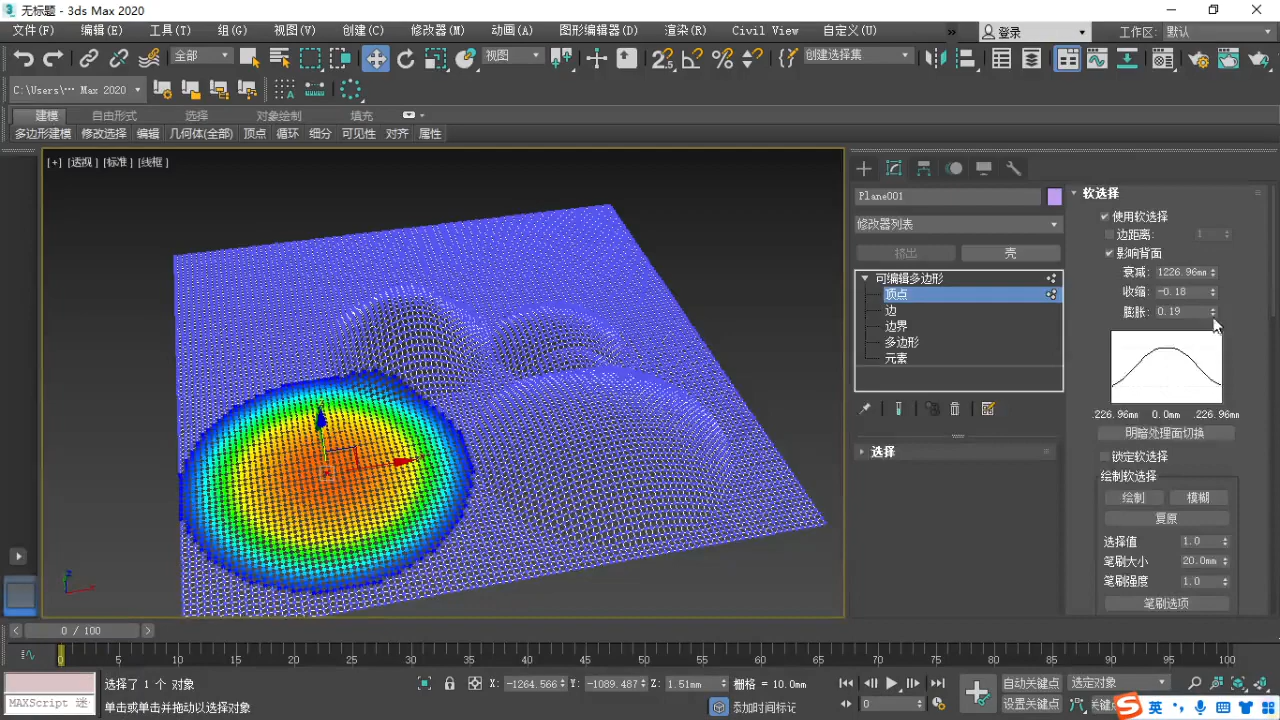 无标题 - 3ds Max 2020
文件(F) 编辑(E) 工具(T) 组(G) 视图(V) 创建(C) 修改器(M) 动画(A) 图形编辑器(D) 渲染(R) Civil View 自定义(U) » 登录 工作区: 默认
全部 视图 创建选择集
C:\Users\··· Max 2020
建模 自由形式 选择 对象绘制 填充
多边形建模 修改选择 编辑 几何体(全部) 顶点 循环 细分 可见性 对齐 属性
[+] [透视] [标准] [线框]
Plane001
修改器列表
挤出 壳
可编辑多边形
顶点
边
边界
多边形
元素
选择
软选择
使用软选择
边距离: 1
影响背面
衰减: 1226.96mm
收缩: -0.18
膨胀: 0.19
.226.96mm 0.0mm .226.96mm
明暗处理面切换
锁定软选择
绘制软选择
绘制 模糊
复原
选择值 1.0
笔刷大小 20.0mm
笔刷强度 1.0
笔刷选项
0 / 100
0 5 10 15 20 25 30 35 40 45 50 55 60 65 70 75 80 85 90 95 100
选择了 1 个 对象 X: -1264.566 Y: -1089.487 Z: 1.51mm 栅格 = 10.0mm 自动关键点 选定对象
MAXScript 迷 单击或单击并拖动以选择对象 添加时间标记 0 设置关键点 英